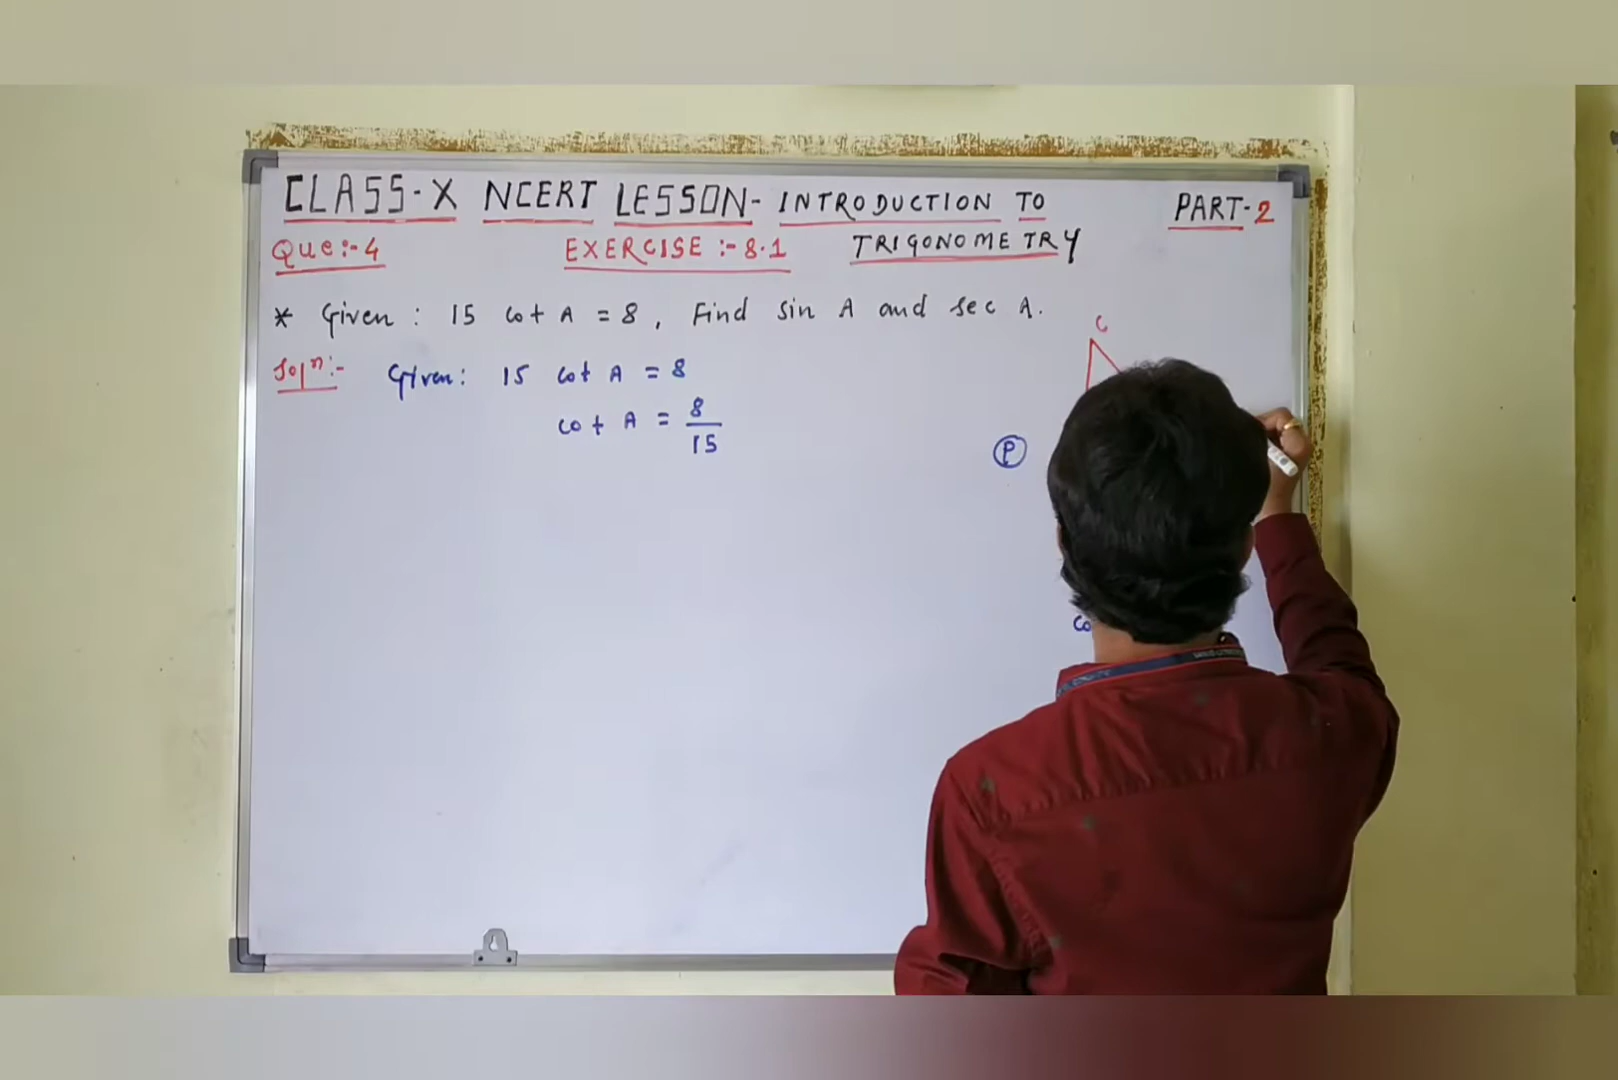 CLASS-X NCERT LESSON- INTRODUCTION TO
TRIGONOMETRY
PART-2
Que:-4
EXERCISE :- 8.1
* Given : 15 cot A = 8, Find sin A and sec A.
Solⁿ:- Given: 15 cot A = 8
cot A = 8/15
C
P